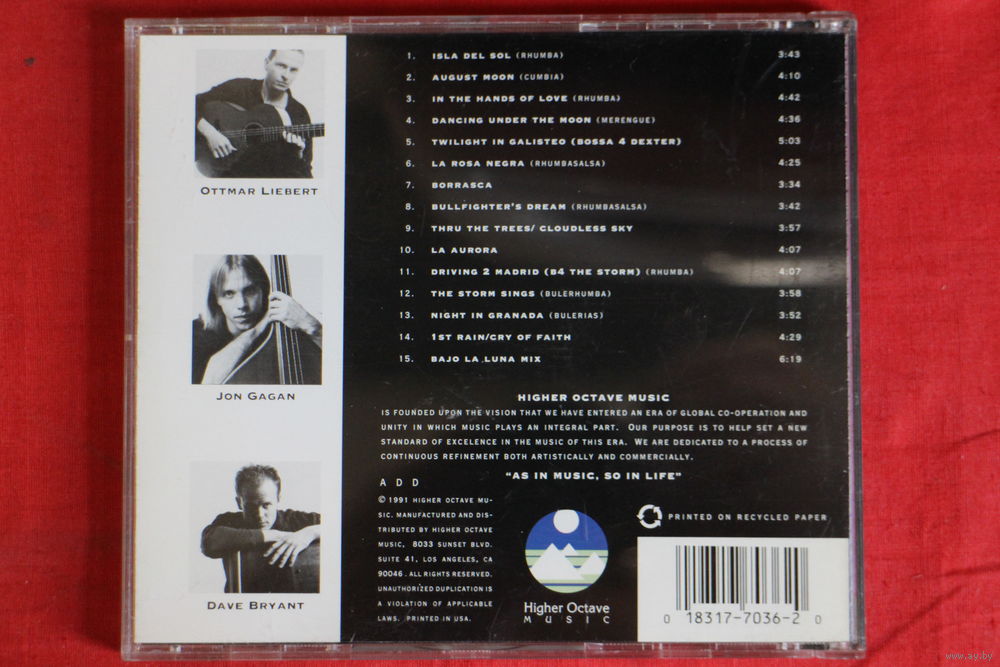 OTTMAR LIEBERT
JON GAGAN
DAVE BRYANT
1. ISLA DEL SOL (RHUMBA) 3:43
2. AUGUST MOON (CUMBIA) 4:10
3. IN THE HANDS OF LOVE (RHUMBA) 4:42
4. DANCING UNDER THE MOON (MERENGUE) 4:36
5. TWILIGHT IN GALISTEO (BOSSA 4 DEXTER) 5:03
6. LA ROSA NEGRA (RHUMBASALSA) 4:25
7. BORRASCA 3:34
8. BULLFIGHTER'S DREAM (RHUMBASALSA) 3:42
9. THRU THE TREES/ CLOUDLESS SKY 3:57
10. LA AURORA 4:07
11. DRIVING 2 MADRID (B4 THE STORM) (RHUMBA) 4:07
12. THE STORM SINGS (BULERHUMBA) 3:58
13. NIGHT IN GRANADA (BULERIAS) 3:52
14. 1ST RAIN/CRY OF FAITH 4:29
15. BAJO LA LUNA MIX 6:19
HIGHER OCTAVE MUSIC
IS FOUNDED UPON THE VISION THAT WE HAVE ENTERED AN ERA OF GLOBAL CO-OPERATION AND
UNITY IN WHICH MUSIC PLAYS AN INTEGRAL PART. OUR PURPOSE IS TO HELP SET A NEW
STANDARD OF EXCELENCE IN THE MUSIC OF THIS ERA. WE ARE DEDICATED TO A PROCESS OF
CONTINUOUS REFINEMENT BOTH ARTISTICALLY AND COMMERCIALLY.
"AS IN MUSIC, SO IN LIFE"
A D D
© 1991 HIGHER OCTAVE MU-
SIC. MANUFACTURED AND DIS-
TRIBUTED BY HIGHER OCTAVE
MUSIC, 8033 SUNSET BLVD.
SUITE 41, LOS ANGELES, CA
90046. ALL RIGHTS RESERVED.
UNAUTHORIZED DUPLICATION IS
A VIOLATION OF APPLICABLE
LAWS. PRINTED IN USA.
Higher Octave
MUSIC
PRINTED ON RECYCLED PAPER
0 18317-7036-2 0
www.ay.by